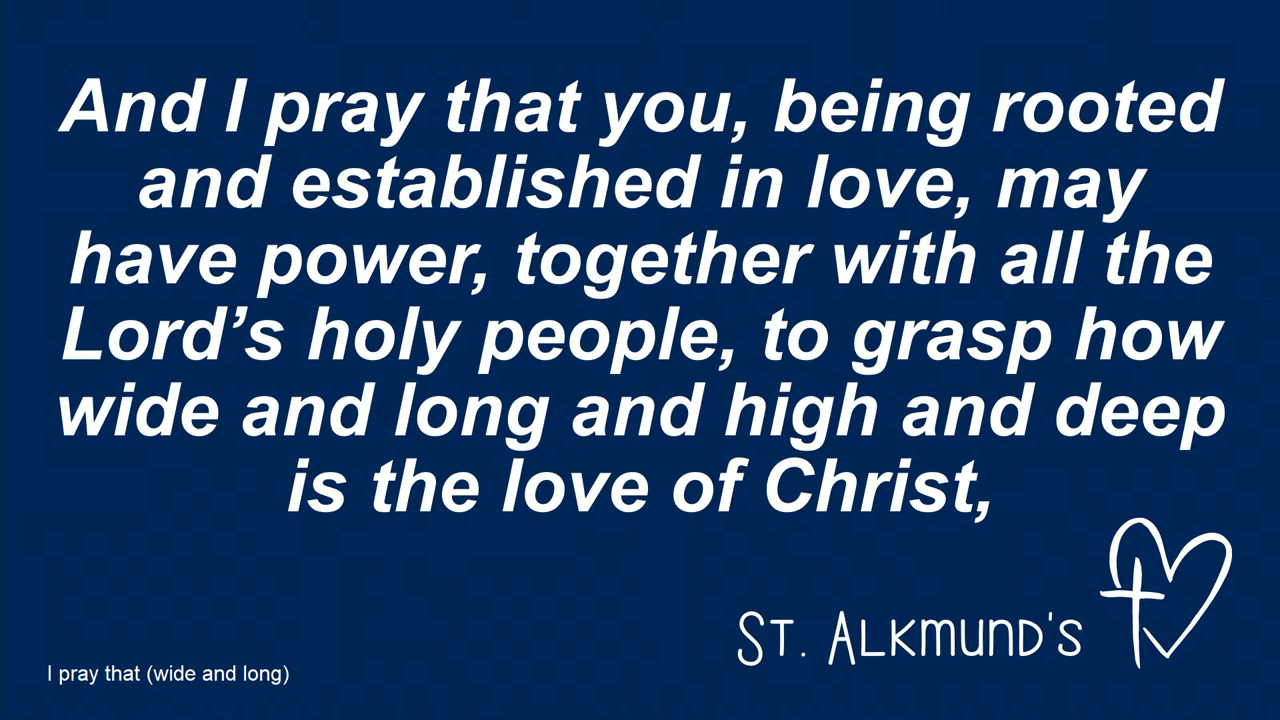 And I pray that you, being rooted
and established in love, may
have power, together with all the
Lord’s holy people, to grasp how
wide and long and high and deep
is the love of Christ,
St. Alkmund's
I pray that (wide and long)